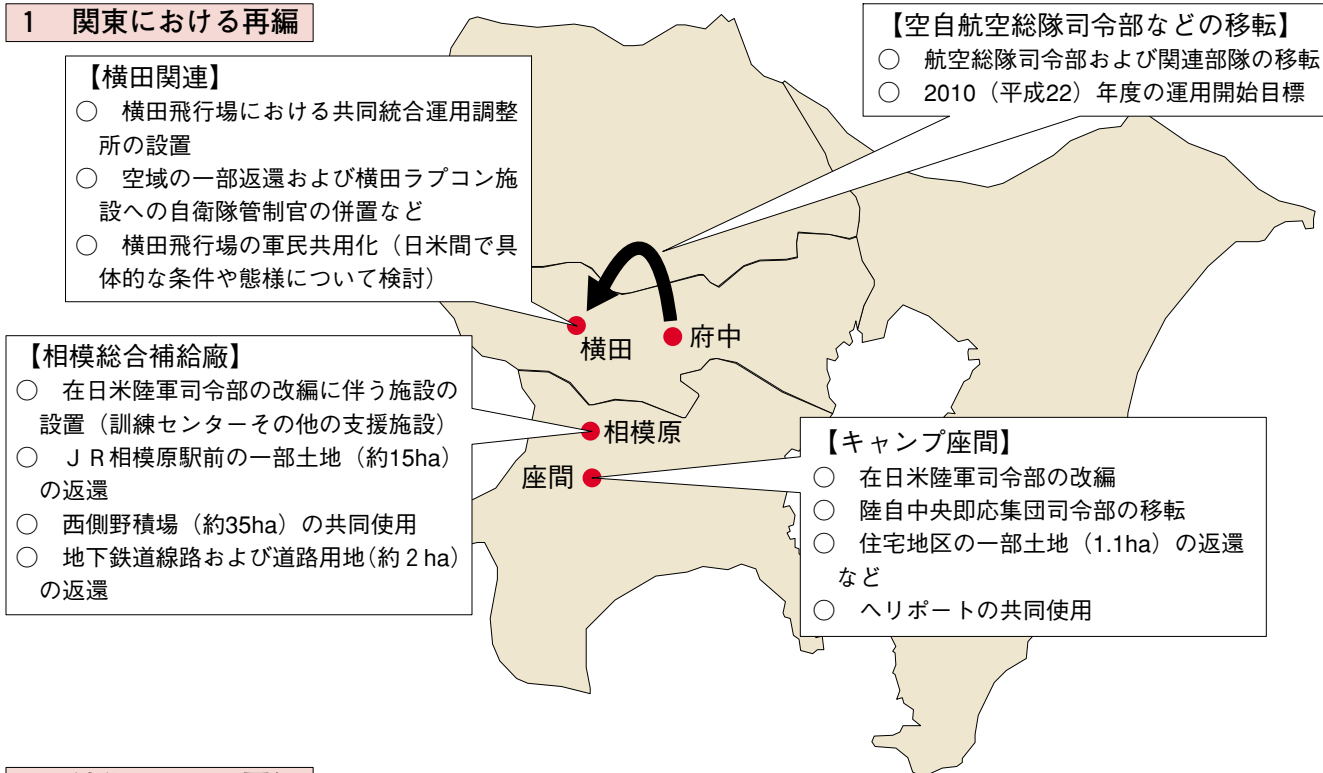 1 関東における再編
【空自航空総隊司令部などの移転】
○ 航空総隊司令部および関連部隊の移転
○ 2010（平成22）年度の運用開始目標
【横田関連】
○ 横田飛行場における共同統合運用調整
所の設置
○ 空域の一部返還および横田ラプコン施
設への自衛隊管制官の併置など
○ 横田飛行場の軍民共用化（日米間で具
体的な条件や態様について検討）
横田
府中
【相模総合補給廠】
○ 在日米陸軍司令部の改編に伴う施設の
設置（訓練センターその他の支援施設）
○ ＪＲ相模原駅前の一部土地（約15ha）
の返還
○ 西側野積場（約35ha）の共同使用
○ 地下鉄道線路および道路用地（約２ha）
の返還
相模原
座間
【キャンプ座間】
○ 在日米陸軍司令部の改編
○ 陸自中央即応集団司令部の移転
○ 住宅地区の一部土地（1.1ha）の返還
など
○ ヘリポートの共同使用